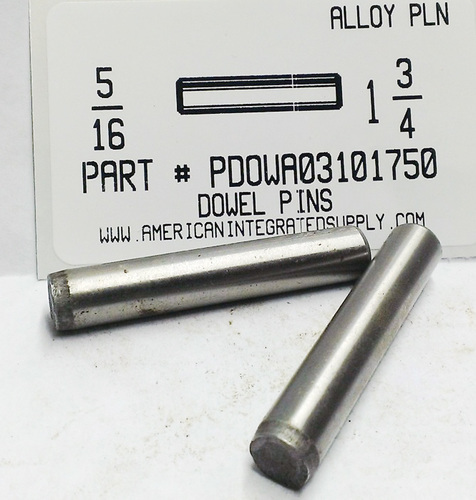 ALLOY PLN
5/16 1 3/4
PART # PDOWA03101750
DOWEL PINS
WWW.AMERICANINTEGRATEDSUPPLY.COM